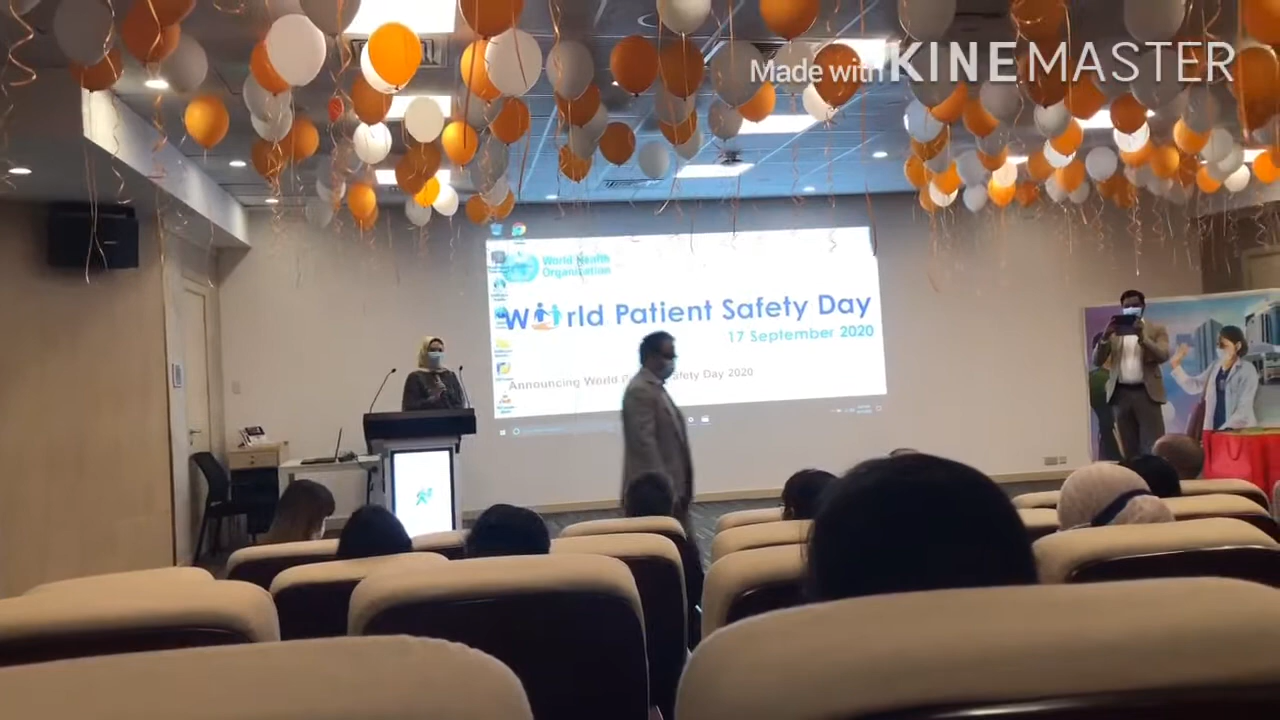 Made with KINEMASTER
World Health
Organization
World Patient Safety Day
17 September 2020
Announcing World Safety Day 2020